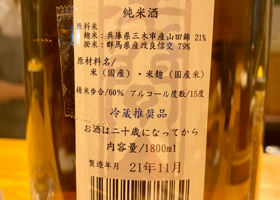 純米酒
原料米
麹米：兵庫県三木市産山田錦 21%
掛米：群馬県産改良信交 79%
原材料名/
米（国産）・米麹（国産）
精米歩合/60% アルコール度数/15度
冷蔵推奨品
お酒は二十歳になってから
内容量/1800ml
製造年月 21年11月